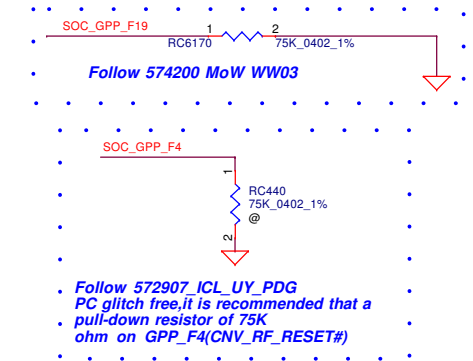 SOC_GPP_F19
1
2
RC6170
75K_0402_1%
Follow 574200 MoW WW03
SOC_GPP_F4
1
RC440
75K_0402_1%
@
2
Follow 572907_ICL_UY_PDG
PC glitch free,it is recommended that a
pull-down resistor of 75K
ohm on GPP_F4(CNV_RF_RESET#)